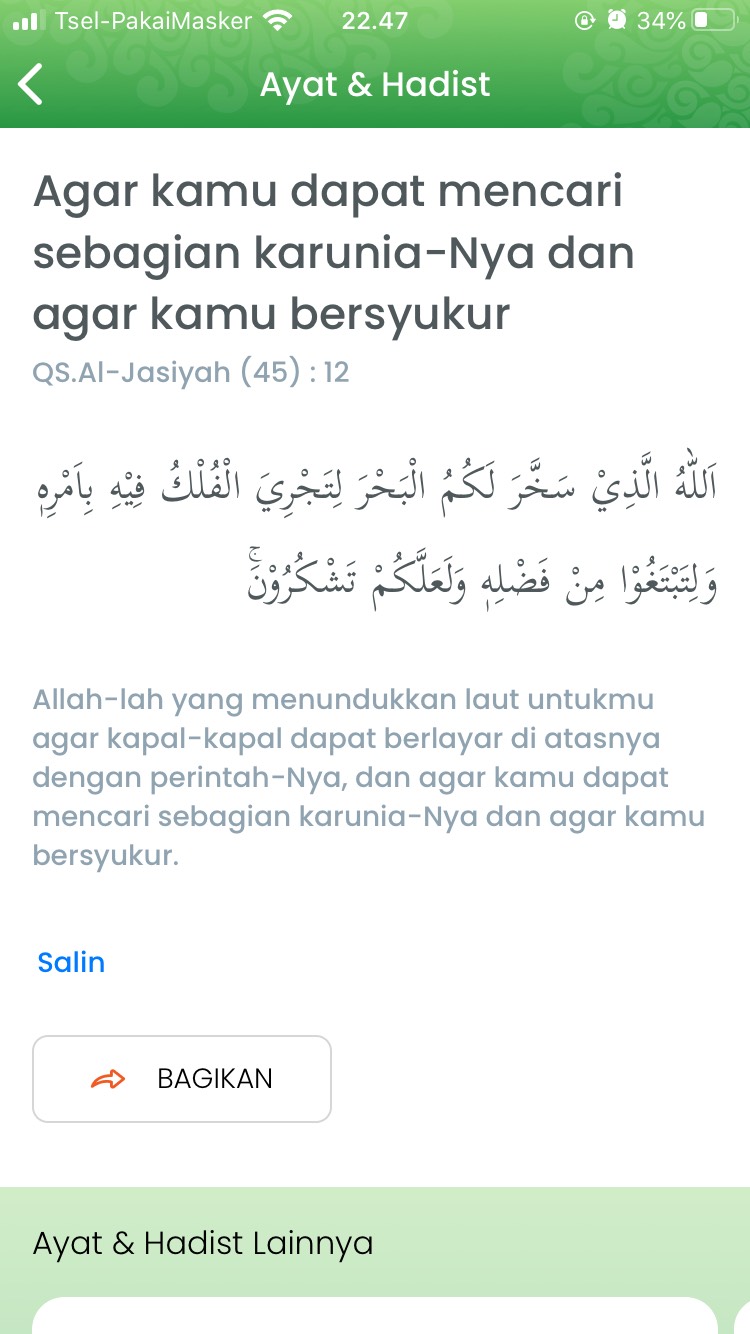 Tsel-PakaiMasker 22.47 34%
Ayat & Hadist
Agar kamu dapat mencari
sebagian karunia-Nya dan
agar kamu bersyukur
QS.Al-Jasiyah (45) : 12
اَللّٰهُ الَّذِيْ سَخَّرَ لَكُمُ الْبَحْرَ لِتَجْرِيَ الْفُلْكُ فِيْهِ بِاَمْرِهٖ
وَلِتَبْتَغُوْا مِنْ فَضْلِهٖ وَلَعَلَّكُمْ تَشْكُرُوْنَۚ
Allah-lah yang menundukkan laut untukmu
agar kapal-kapal dapat berlayar di atasnya
dengan perintah-Nya, dan agar kamu dapat
mencari sebagian karunia-Nya dan agar kamu
bersyukur.
Salin
BAGIKAN
Ayat & Hadist Lainnya